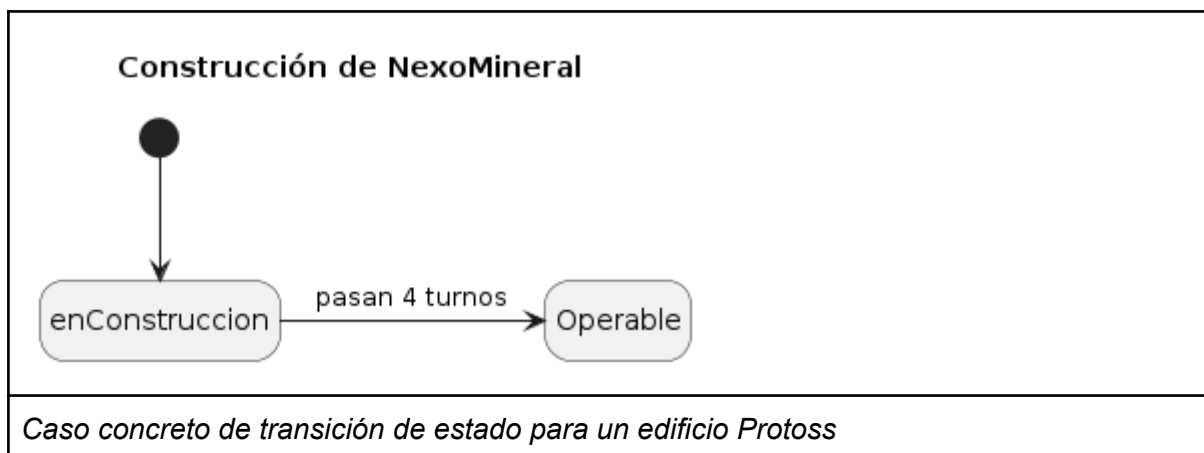 Construcción de NexoMineral
enConstruccion
pasan 4 turnos
Operable
Caso concreto de transición de estado para un edificio Protoss